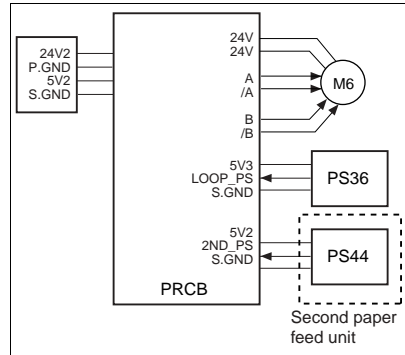 24V2
P.GND
5V2
S.GND
24V
24V
A
/A
B
/B
M6
5V3
LOOP_PS
S.GND
PS36
5V2
2ND_PS
S.GND
PS44
PRCB
Second paper
feed unit